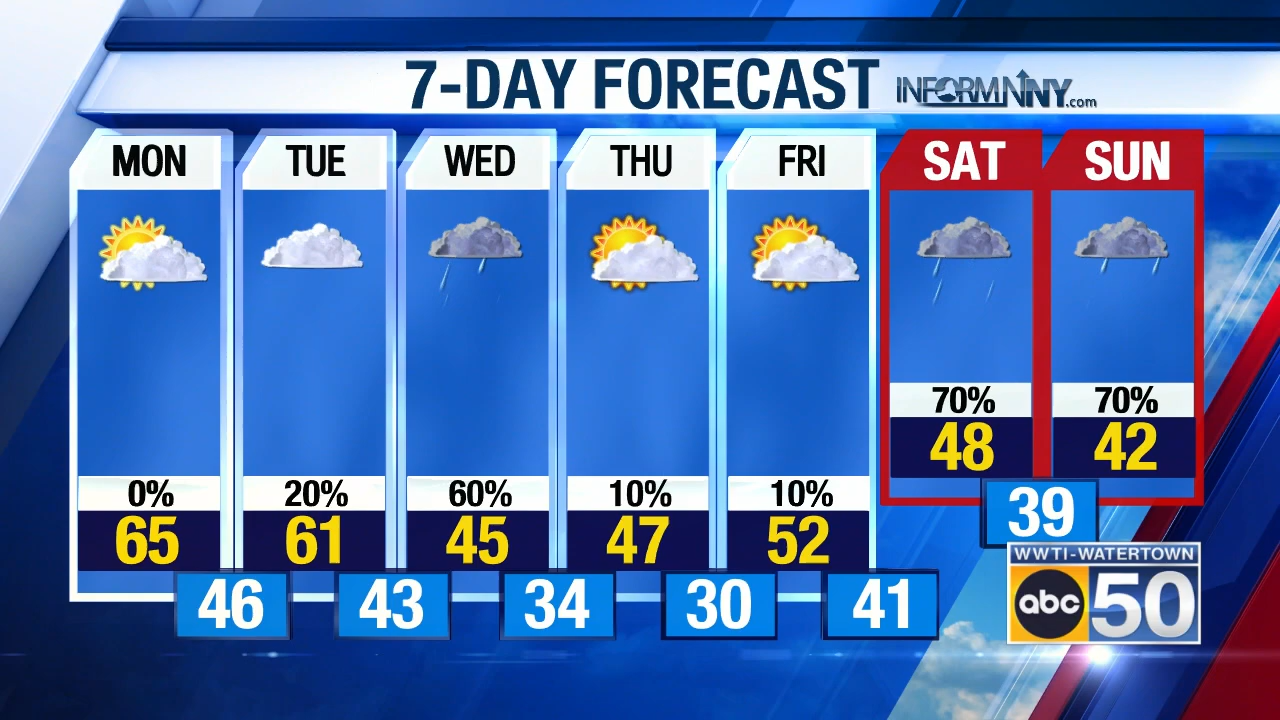 7-DAY FORECAST INFORMNNY.com
MON TUE WED THU FRI SAT SUN
70% 70%
48 42
0% 20% 60% 10% 10%
65 61 45 47 52
39
46 43 34 30 41
WWTI-WATERTOWN
abc 50